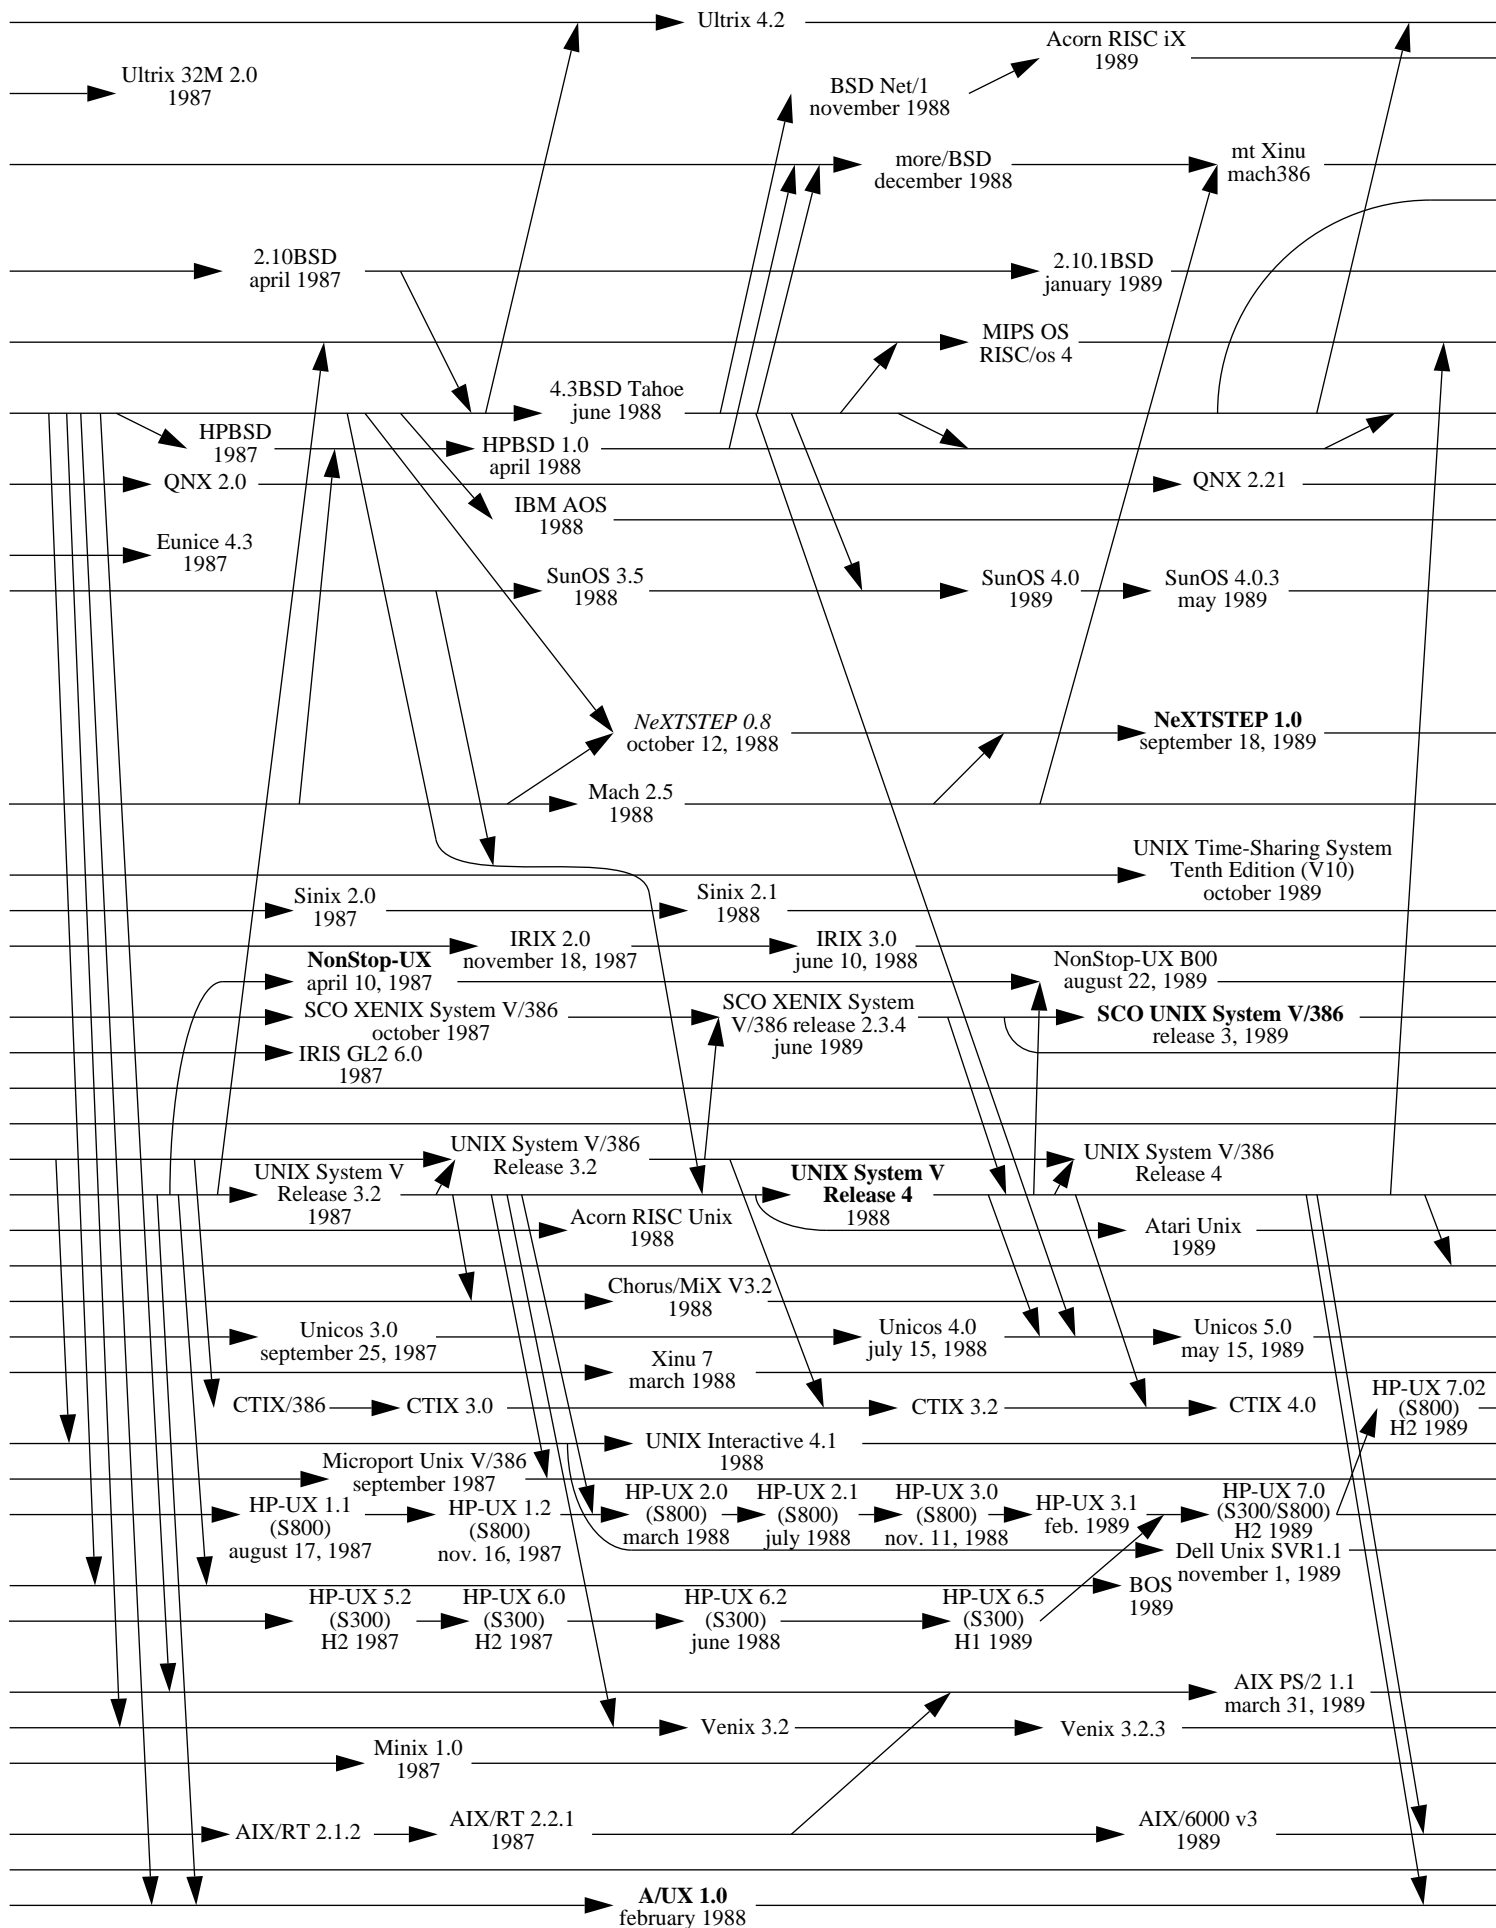 Ultrix 4.2
Acorn RISC iX
1989
Ultrix 32M 2.0
1987
BSD Net/1
november 1988
more/BSD
december 1988
mt Xinu
mach386
2.10BSD
april 1987
2.10.1BSD
january 1989
MIPS OS
RISC/os 4
4.3BSD Tahoe
june 1988
HPBSD
1987
HPBSD 1.0
april 1988
QNX 2.0
QNX 2.21
IBM AOS
1988
Eunice 4.3
1987
SunOS 3.5
1988
SunOS 4.0
1989
SunOS 4.0.3
may 1989
NeXTSTEP 0.8
october 12, 1988
NeXTSTEP 1.0
september 18, 1989
Mach 2.5
1988
UNIX Time-Sharing System
Tenth Edition (V10)
october 1989
Sinix 2.0
1987
Sinix 2.1
1988
IRIX 2.0
november 18, 1987
IRIX 3.0
june 10, 1988
NonStop-UX
april 10, 1987
NonStop-UX B00
august 22, 1989
SCO XENIX System V/386
october 1987
SCO XENIX System
V/386 release 2.3.4
june 1989
SCO UNIX System V/386
release 3, 1989
IRIS GL2 6.0
1987
UNIX System V/386
Release 3.2
UNIX System V/386
Release 4
UNIX System V
Release 3.2
1987
UNIX System V
Release 4
1988
Acorn RISC Unix
1988
Atari Unix
1989
Chorus/MiX V3.2
1988
Unicos 3.0
september 25, 1987
Unicos 4.0
july 15, 1988
Unicos 5.0
may 15, 1989
Xinu 7
march 1988
CTIX/386
CTIX 3.0
CTIX 3.2
CTIX 4.0
HP-UX 7.02
(S800)
H2 1989
UNIX Interactive 4.1
1988
Microport Unix V/386
september 1987
HP-UX 1.1
(S800)
august 17, 1987
HP-UX 1.2
(S800)
nov. 16, 1987
HP-UX 2.0
(S800)
march 1988
HP-UX 2.1
(S800)
july 1988
HP-UX 3.0
(S800)
nov. 11, 1988
HP-UX 3.1
feb. 1989
HP-UX 7.0
(S300/S800)
H2 1989
Dell Unix SVR1.1
november 1, 1989
BOS
1989
HP-UX 5.2
(S300)
H2 1987
HP-UX 6.0
(S300)
H2 1987
HP-UX 6.2
(S300)
june 1988
HP-UX 6.5
(S300)
H1 1989
AIX PS/2 1.1
march 31, 1989
Venix 3.2
Venix 3.2.3
Minix 1.0
1987
AIX/RT 2.1.2
AIX/RT 2.2.1
1987
AIX/6000 v3
1989
A/UX 1.0
february 1988